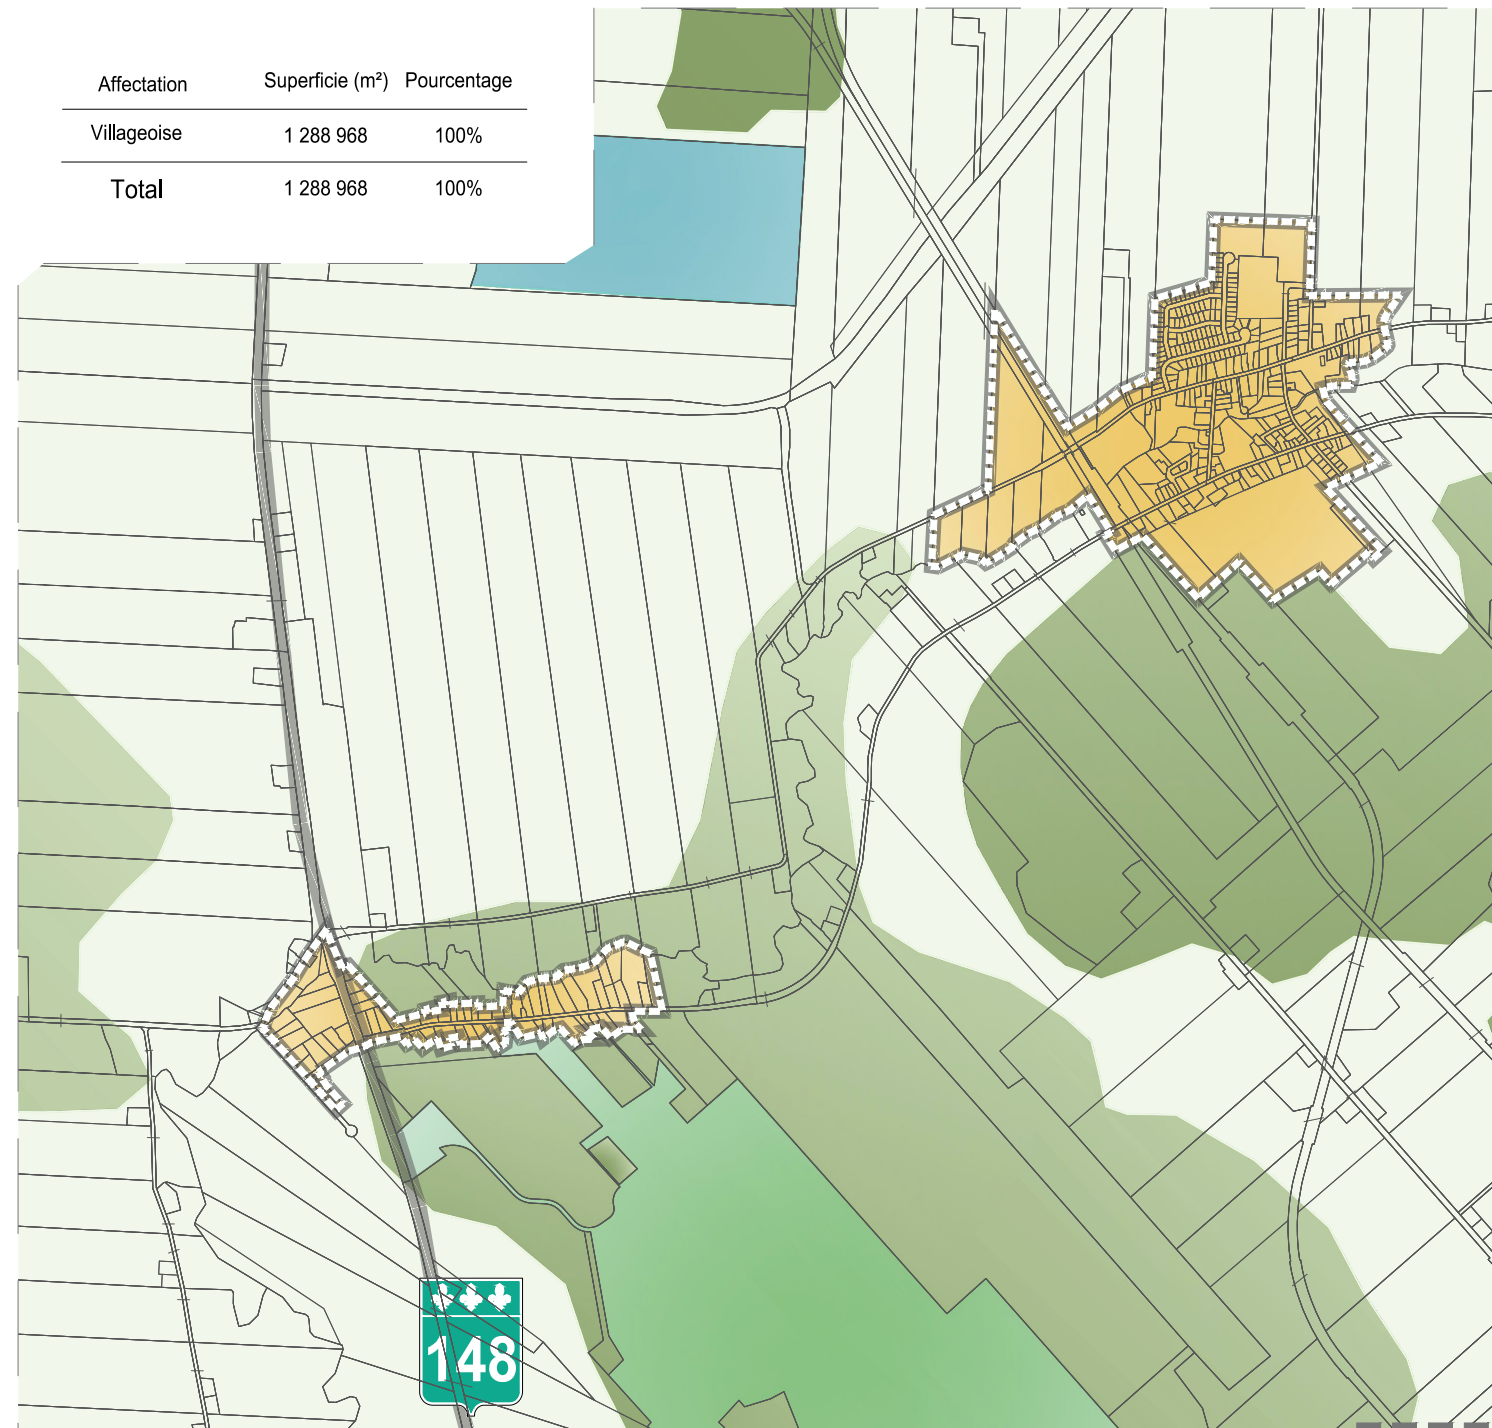 Affectation Superficie (m²) Pourcentage
Villageoise 1 288 968 100%
Total 1 288 968 100%
148